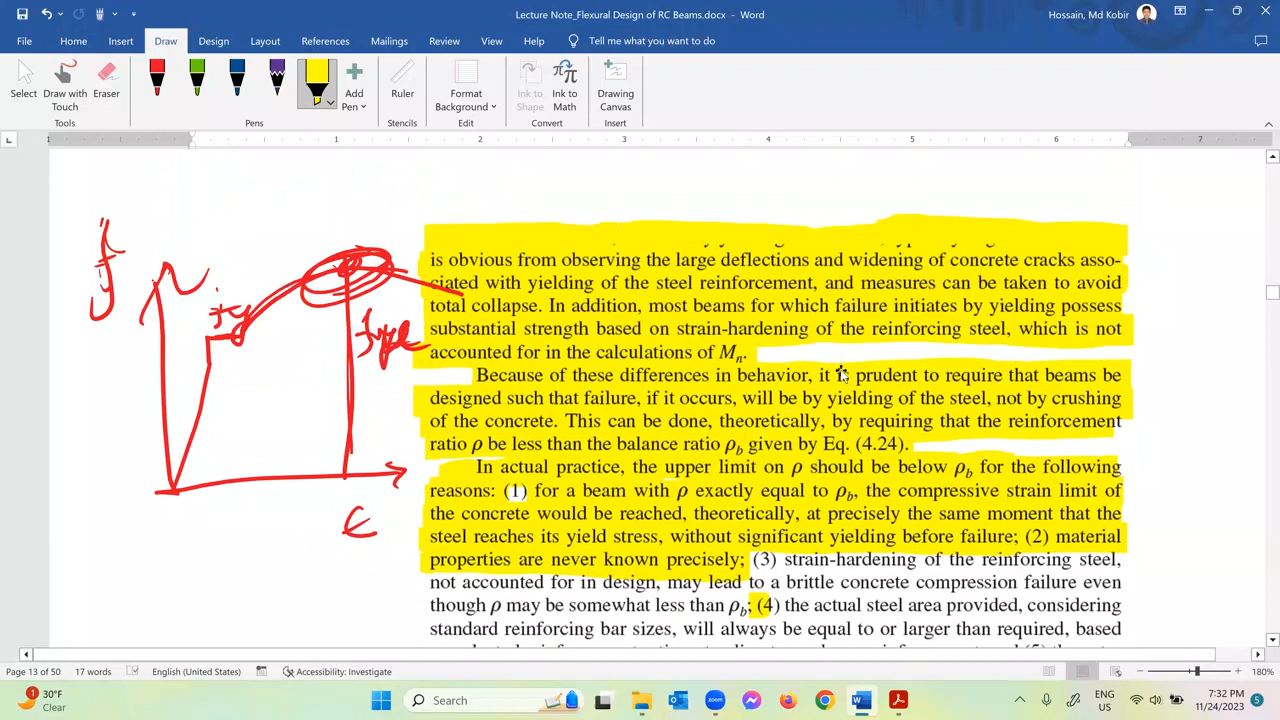 Lecture Note_Flexural Design of RC Beams.docx - Word
Hossain, Md Kobir
File Home Insert Draw Design Layout References Mailings Review View Help Tell me what you want to do
Select
Draw with Touch
Eraser
Add Pen
Ruler
Format Background
Ink to Shape
Ink to Math
Drawing Canvas
Tools Pens Stencils Edit Convert Insert
1 1 2 3 4 5 6 7
is obvious from observing the large deflections and widening of concrete cracks asso-
ciated with yielding of the steel reinforcement, and measures can be taken to avoid
total collapse. In addition, most beams for which failure initiates by yielding possess
substantial strength based on strain-hardening of the reinforcing steel, which is not
accounted for in the calculations of Mn.
Because of these differences in behavior, it is prudent to require that beams be
designed such that failure, if it occurs, will be by yielding of the steel, not by crushing
of the concrete. This can be done, theoretically, by requiring that the reinforcement
ratio ρ be less than the balance ratio ρb given by Eq. (4.24).
In actual practice, the upper limit on ρ should be below ρb for the following
reasons: (1) for a beam with ρ exactly equal to ρb, the compressive strain limit of
the concrete would be reached, theoretically, at precisely the same moment that the
steel reaches its yield stress, without significant yielding before failure; (2) material
properties are never known precisely; (3) strain-hardening of the reinforcing steel,
not accounted for in design, may lead to a brittle concrete compression failure even
though ρ may be somewhat less than ρb; (4) the actual steel area provided, considering
standard reinforcing bar sizes, will always be equal to or larger than required, based
fy
ε
Page 13 of 50 17 words English (United States) Accessibility: Investigate 180%
30°F
Clear
Search
ENG
US
7:32 PM
11/24/2023
5